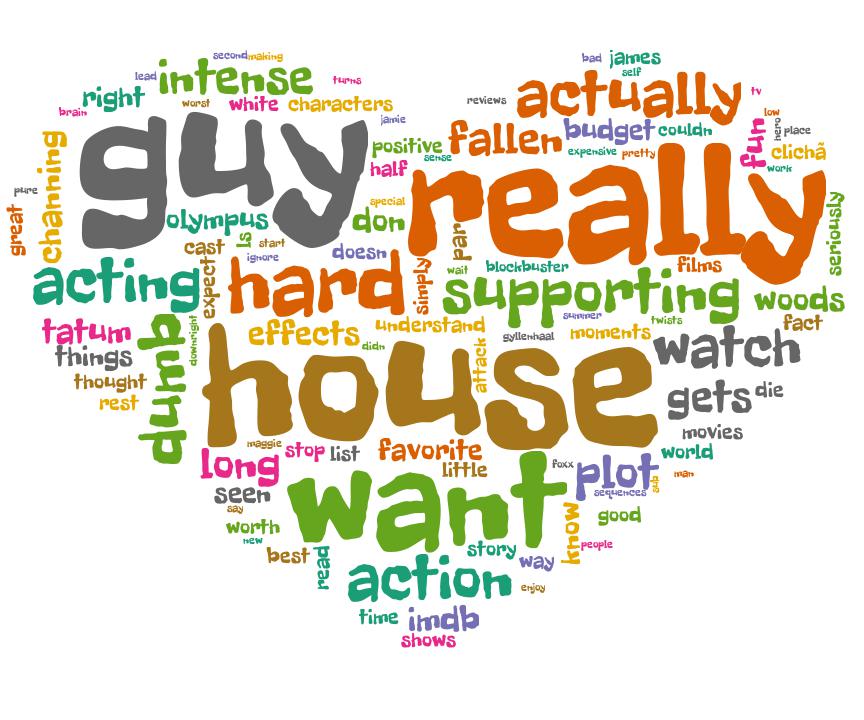 second making
lead intense turns
bad james
self
right worst white characters
reviews actually tv
brain guy jamie
fallen budget couldn low hero place
positive sense
expensive pretty fun clichã
half really work
channing
pure
great
special
olympus don
seriously
cast ls start
ignore doesn par
wait blockbuster films
acting expect hard simply supporting woods
tatum effects understand summer twists fact
things downright didn gyllenhaal moments watch
dumb house attack
thought
rest gets die
movies
maggie stop list favorite world
long little foxx plot man
seen want sequences sub
say
worth know good
new story people
best read way
action enjoy
time imdb
shows